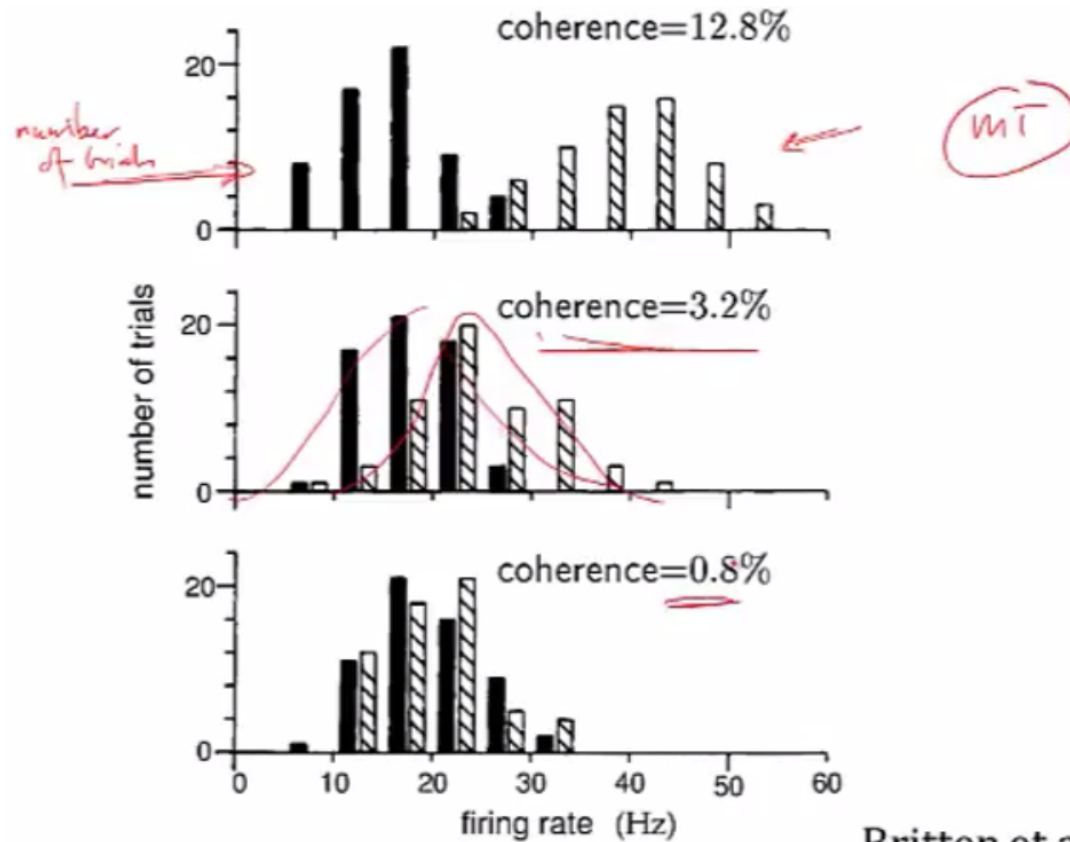 coherence=12.8%
20
number
of trials
0
MT
coherence=3.2%
20
number of trials
0
coherence=0.8%
20
0
0 10 20 30 40 50 60
firing rate (Hz)